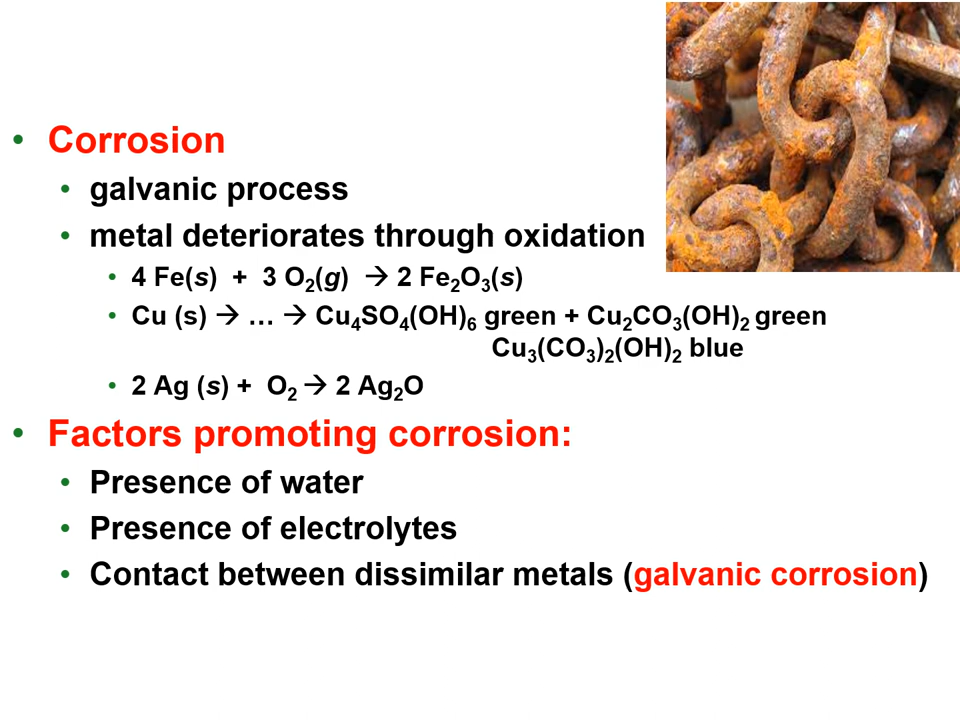 • Corrosion
• galvanic process
• metal deteriorates through oxidation
• 4 Fe(s) + 3 O₂(g) → 2 Fe₂O₃(s)
• Cu (s) → … → Cu₄SO₄(OH)₆ green + Cu₂CO₃(OH)₂ green
Cu₃(CO₃)₂(OH)₂ blue
• 2 Ag (s) + O₂ → 2 Ag₂O
• Factors promoting corrosion:
• Presence of water
• Presence of electrolytes
• Contact between dissimilar metals (galvanic corrosion)